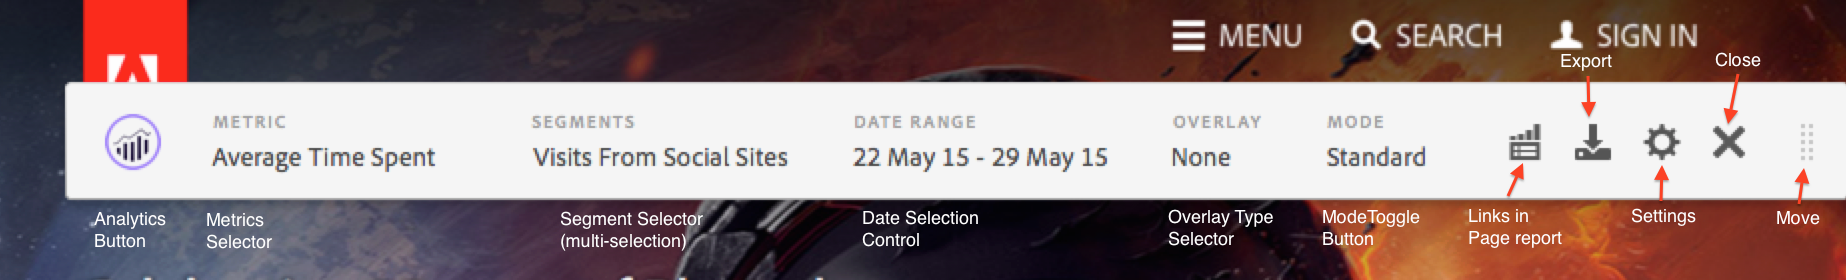 MENU
SEARCH
SIGN IN
Export
Close
METRIC
SEGMENTS
DATE RANGE
OVERLAY
MODE
Average Time Spent
Visits From Social Sites
22 May 15 - 29 May 15
None
Standard
Analytics
Button
Metrics
Selector
Segment Selector
(multi-selection)
Date Selection
Control
Overlay Type
Selector
ModeToggle
Button
Links in
Page report
Settings
Move